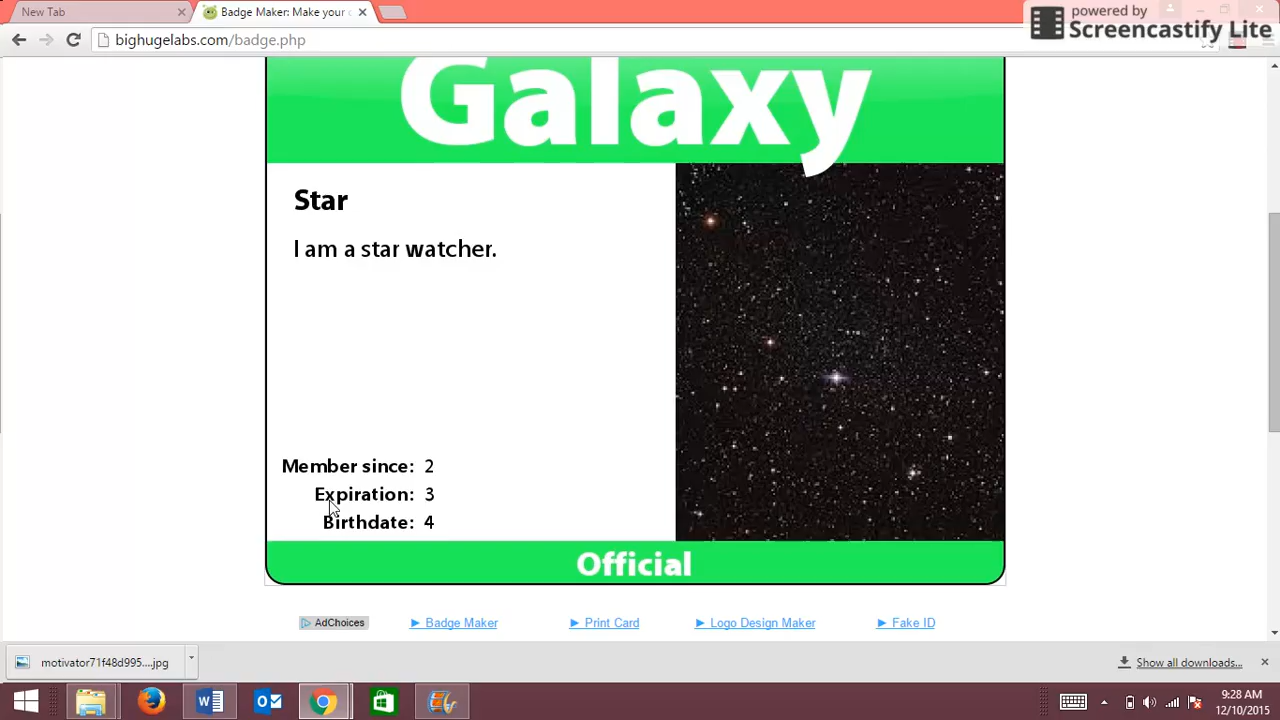 New Tab
Badge Maker: Make your o
powered by
Screencastify Lite
bighugelabs.com/badge.php
Galaxy
Star
I am a star watcher.
Member since: 2
Expiration: 3
Birthdate: 4
Official
AdChoices
► Badge Maker
► Print Card
► Logo Design Maker
► Fake ID
motivator71f48d995....jpg
Show all downloads...
9:28 AM
12/10/2015